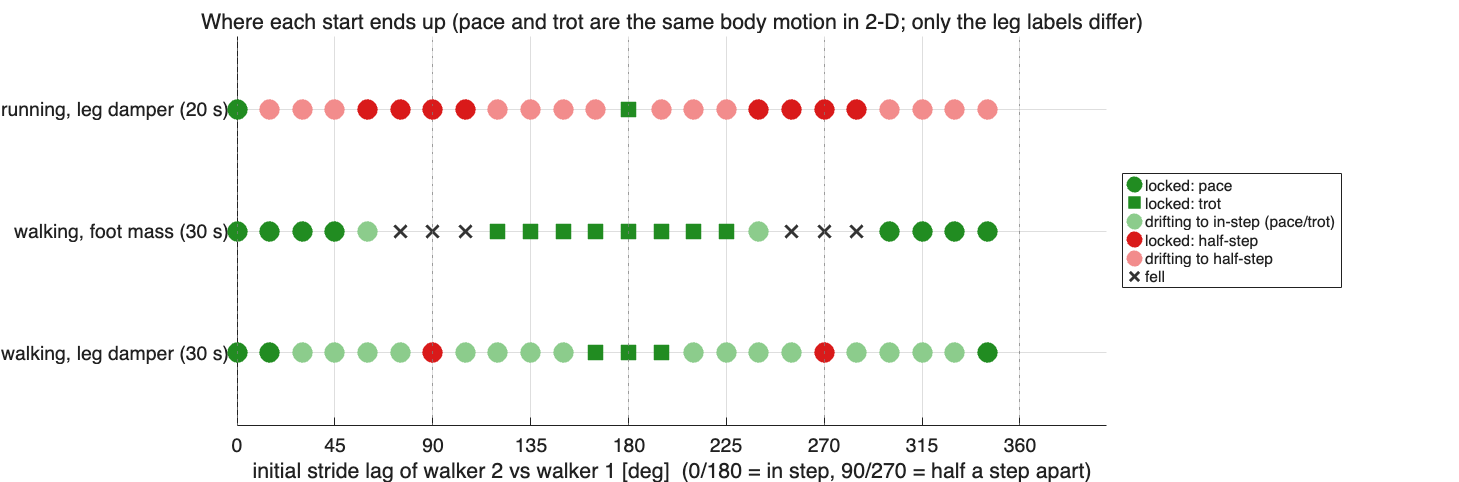 Where each start ends up (pace and trot are the same body motion in 2-D; only the leg labels differ)
running, leg damper (20 s)
walking, foot mass (30 s)
walking, leg damper (30 s)
locked: pace
locked: trot
drifting to in-step (pace/trot)
locked: half-step
drifting to half-step
fell
0 45 90 135 180 225 270 315 360
initial stride lag of walker 2 vs walker 1 [deg]  (0/180 = in step, 90/270 = half a step apart)